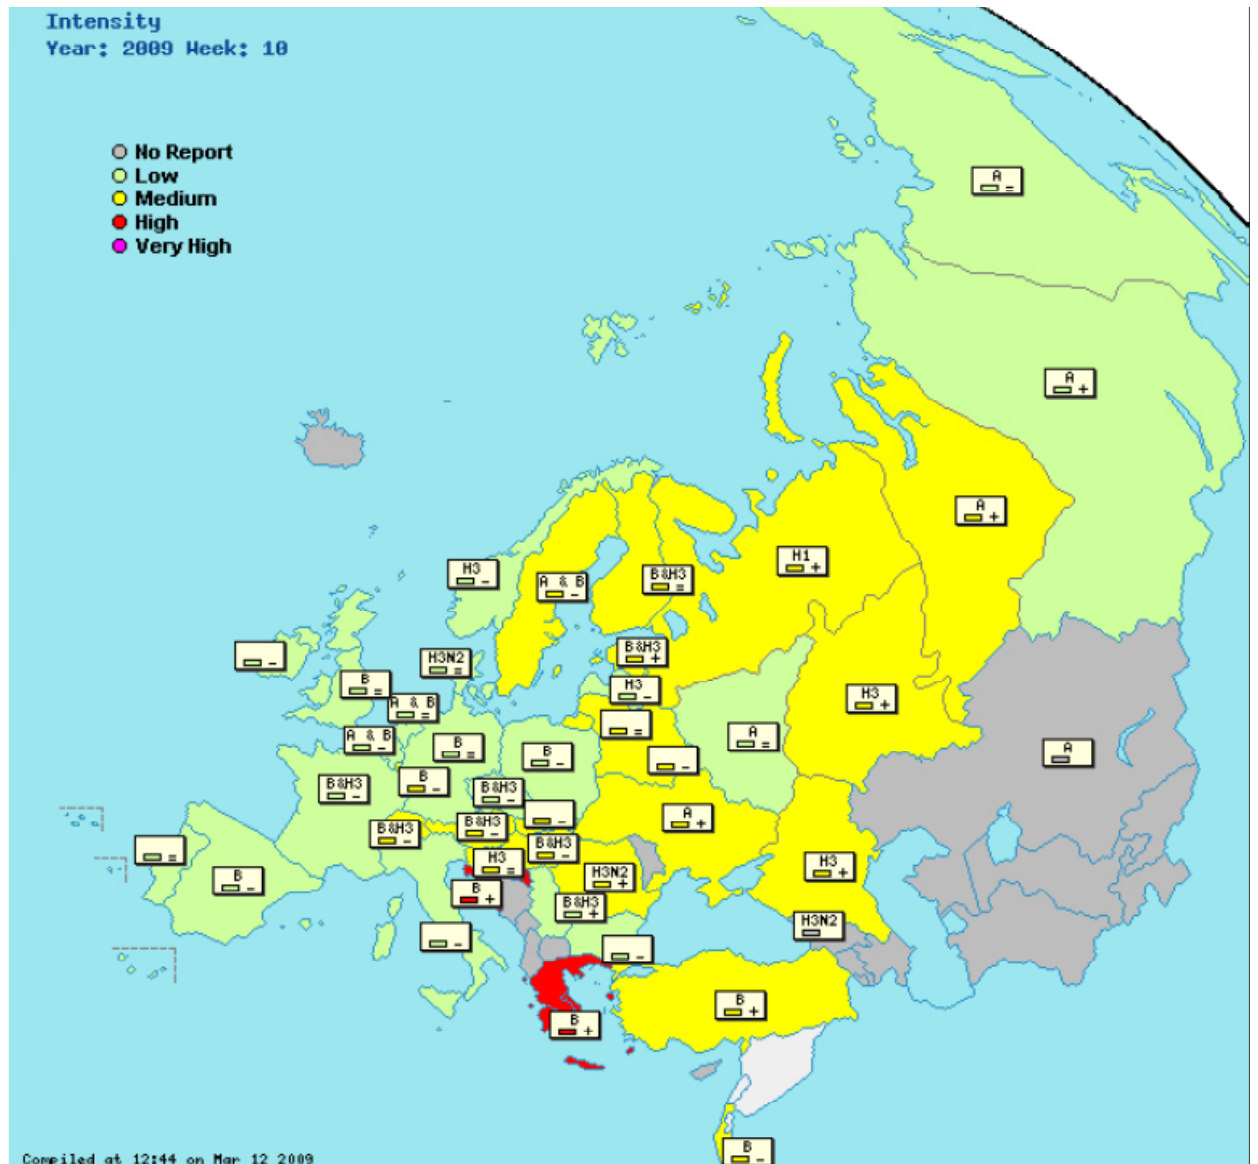 Intensity
Year: 2009 Week: 10
No Report
Low
Medium
High
Very High
A
=
A
+
A
+
H1
+
H3
-
A & B
-
B&H3
=
-
B&H3
+
H3N2
=
H3
-
B
=
A & B
=
H3
+
=
A & B
-
B
=
B
-
-
A
=
A
B
-
B&H3
-
B&H3
-
-
A
+
B&H3
-
B&H3
-
B&H3
-
=
H3
=
H3
+
B
-
H3N2
+
B
+
B&H3
+
H3N2
-
-
B
+
B
+
B
-
Compiled at 12:44 on Mar 12 2009